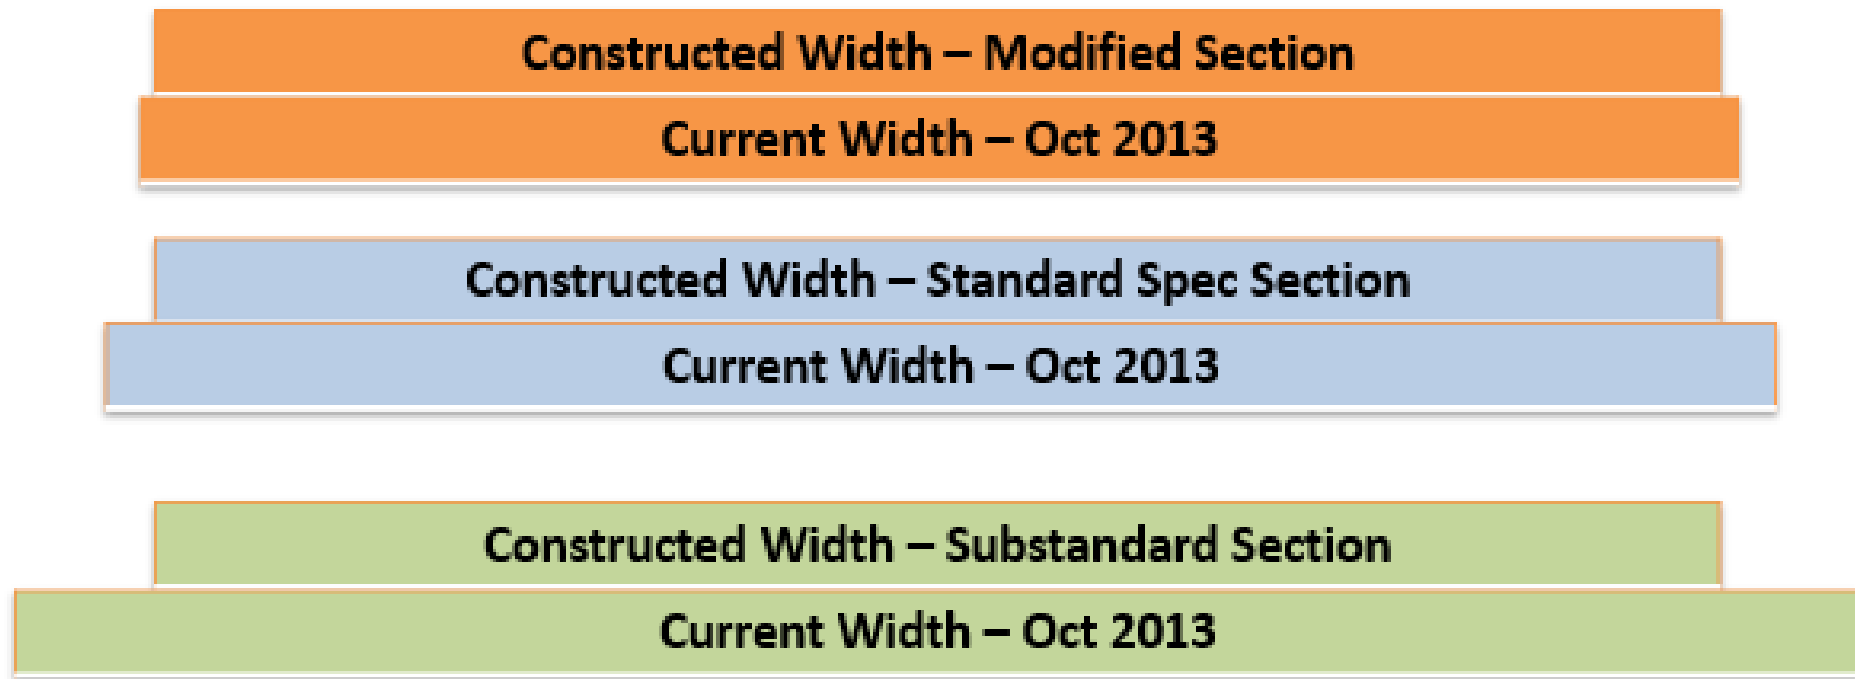 Constructed Width – Modified Section
Current Width – Oct 2013
Constructed Width – Standard Spec Section
Current Width – Oct 2013
Constructed Width – Substandard Section
Current Width – Oct 2013